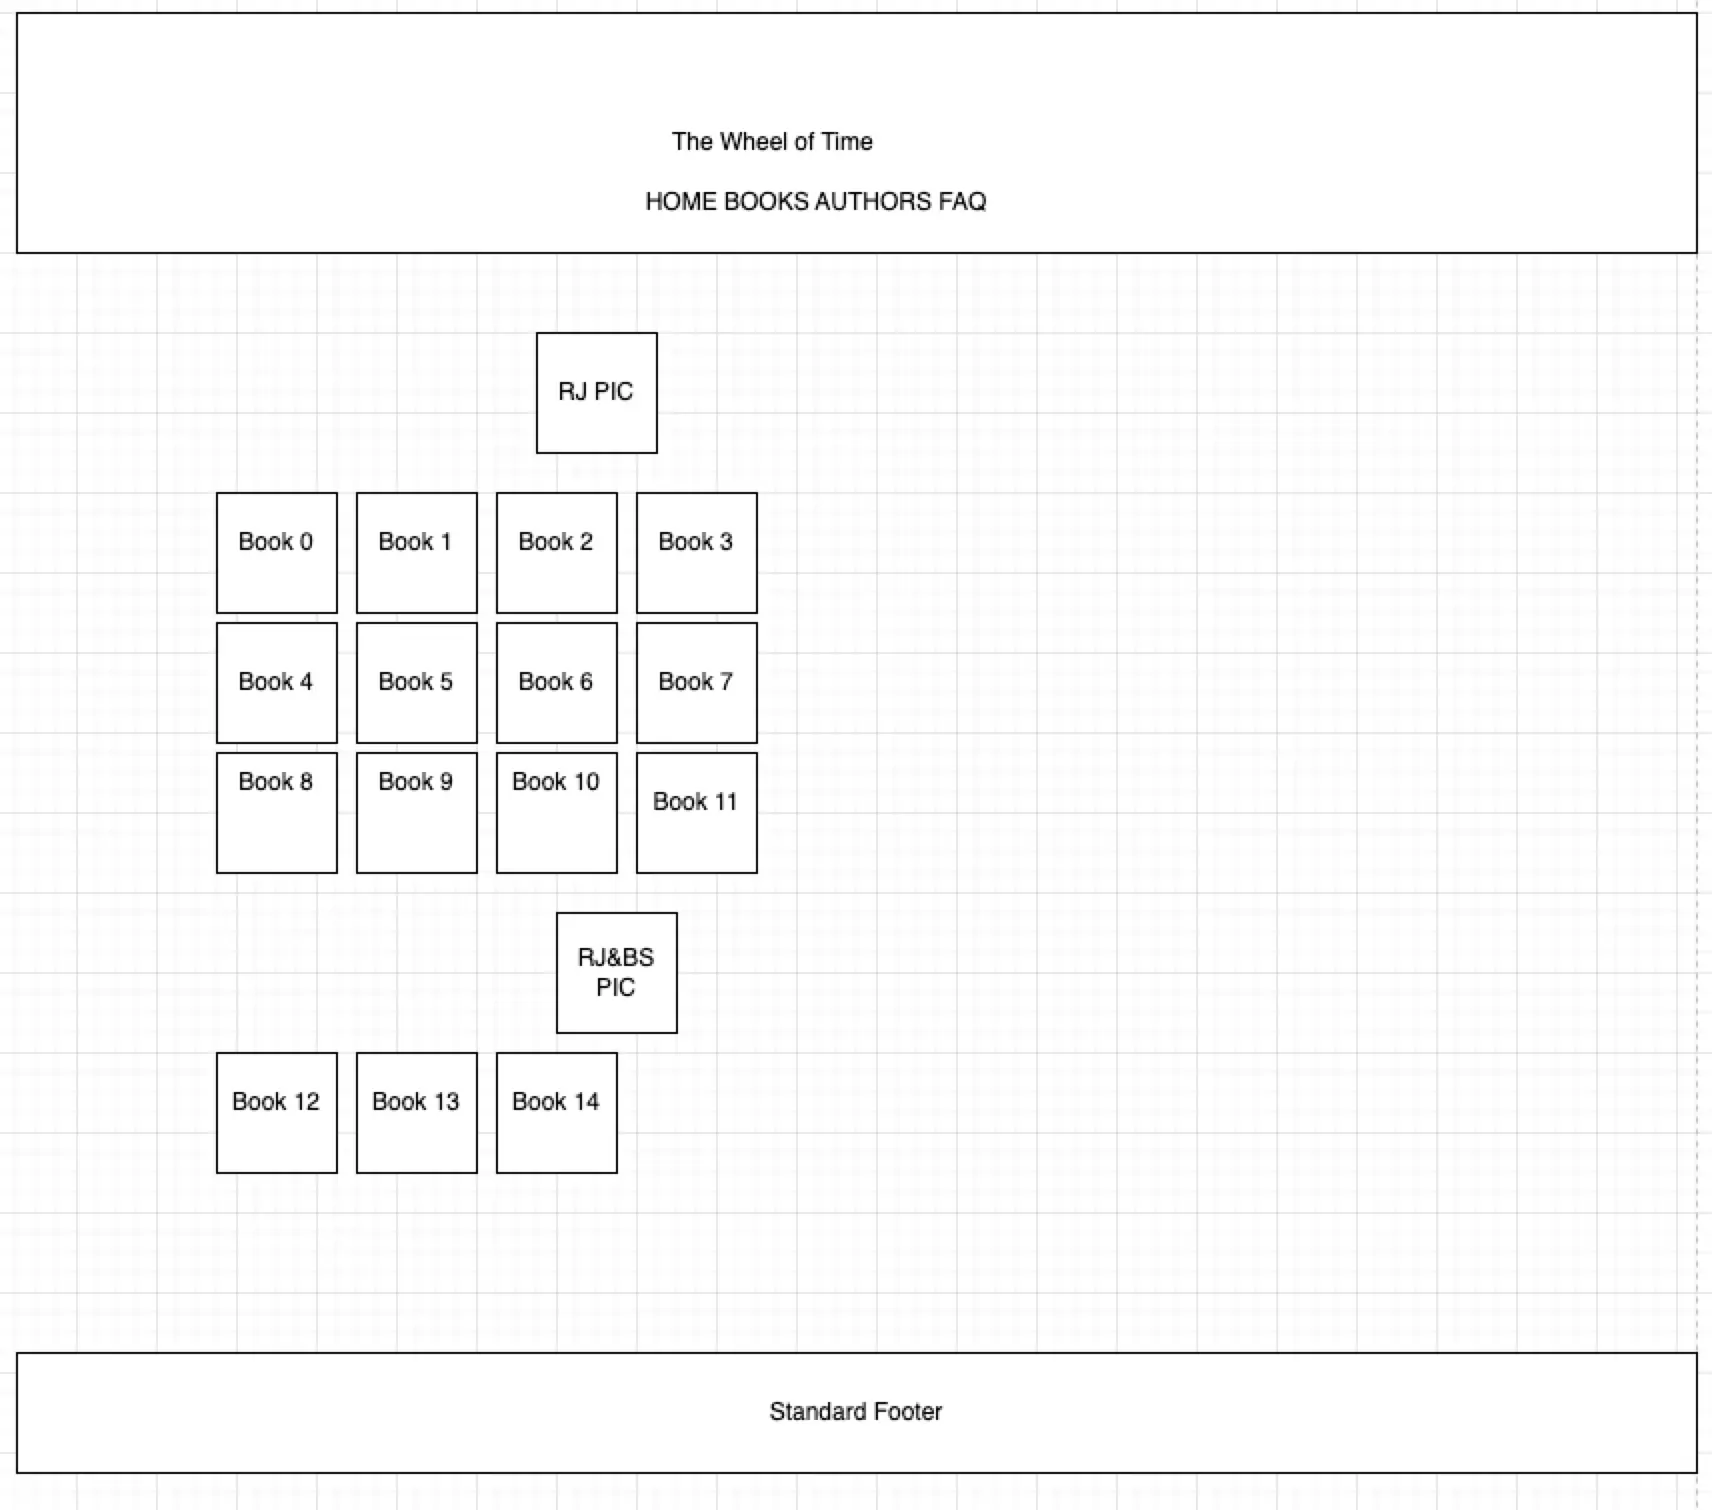 The Wheel of Time
HOME BOOKS AUTHORS FAQ
RJ PIC
Book 0
Book 1
Book 2
Book 3
Book 4
Book 5
Book 6
Book 7
Book 8
Book 9
Book 10
Book 11
RJ&BS
PIC
Book 12
Book 13
Book 14
Standard Footer